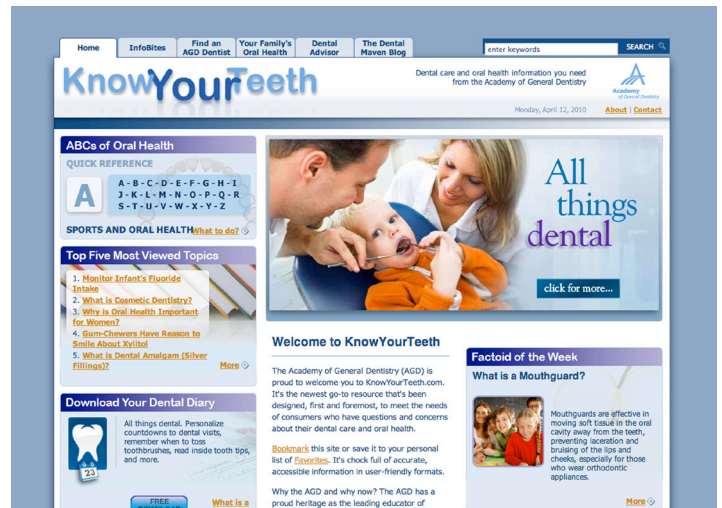 Home
InfoBites
Find an
AGD Dentist
Your Family's
Oral Health
Dental
Advisor
The Dental
Maven Blog
enter keywords
SEARCH
KnowYourTeeth
Dental care and oral health information you need
from the Academy of General Dentistry
Academy
of General Dentistry
Monday, April 12, 2010
About | Contact
ABCs of Oral Health
QUICK REFERENCE
A
A - B - C - D - E - F - G - H - I
J - K - L - M - N - O - P - Q - R
S - T - U - V - W - X - Y - Z
SPORTS AND ORAL HEALTH What to do?
Top Five Most Viewed Topics
1. Monitor Infant's Fluoride
Intake
2. What is Cosmetic Dentistry?
3. Why is Oral Health Important
for Women?
4. Gum-Chewers Have Reason to
Smile About Xylitol
5. What is Dental Amalgam (Silver
Fillings)?
More
Download Your Dental Diary
All things dental. Personalize
countdowns to dental visits,
remember when to toss
toothbrushes, read inside tooth tips,
and more.
23
FREE
DOWNLOAD
What is a
All
things
dental
click for more...
Welcome to KnowYourTeeth
The Academy of General Dentistry (AGD) is
proud to welcome you to KnowYourTeeth.com.
It's the newest go-to resource that's been
designed, first and foremost, to meet the needs
of consumers who have questions and concerns
about their dental care and oral health.
Bookmark this site or save it to your personal
list of Favorites. It's chock full of accurate,
accessible information in user-friendly formats.
Why the AGD and why now? The AGD has a
proud heritage as the leading educator of
Factoid of the Week
What is a Mouthguard?
Mouthguards are effective in
moving soft tissue in the oral
cavity away from the teeth,
preventing laceration and
bruising of the lips and
cheeks, especially for those
who wear orthodontic
appliances.
More